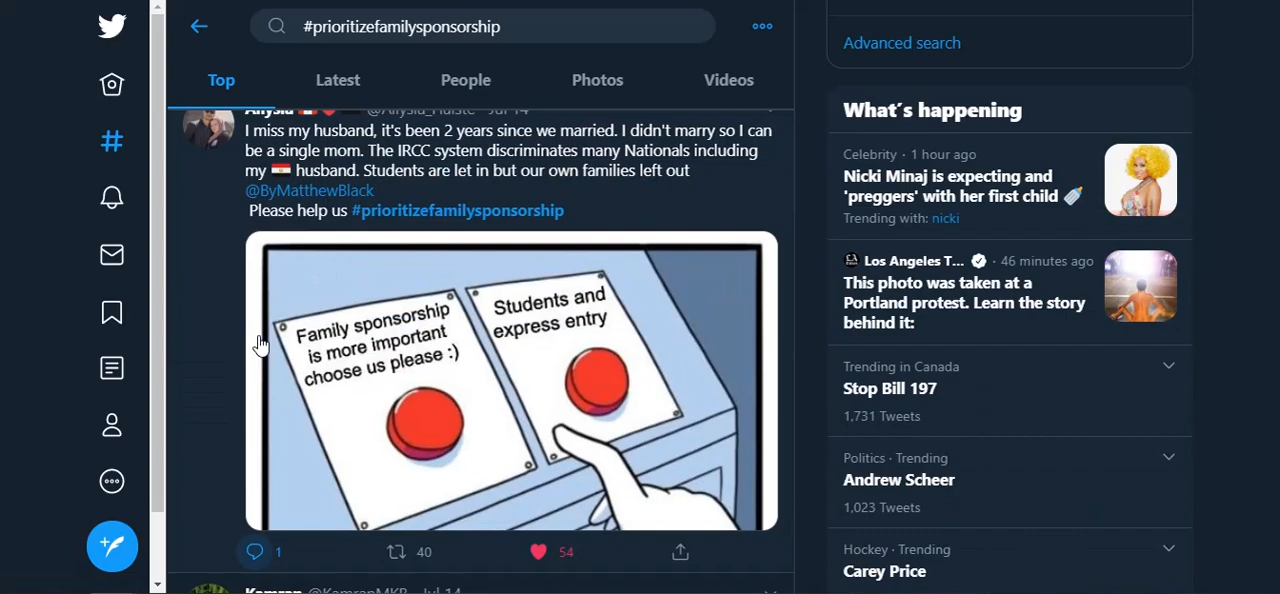 #prioritizefamilysponsorship
Top
Latest
People
Photos
Videos
Jul 14
I miss my husband, it's been 2 years since we married. I didn't marry so I can
be a single mom. The IRCC system discriminates many Nationals including
my 🇪🇬 husband. Students are let in but our own families left out
@ByMatthewBlack
Please help us #prioritizefamilysponsorship
Family sponsorship
is more important
choose us please :)
Students and
express entry
1
40
54
Advanced search
What's happening
Celebrity · 1 hour ago
Nicki Minaj is expecting and
'preggers' with her first child 🍼
Trending with: nicki
Los Angeles T... · 46 minutes ago
This photo was taken at a
Portland protest. Learn the story
behind it:
Trending in Canada
Stop Bill 197
1,731 Tweets
Politics · Trending
Andrew Scheer
1,023 Tweets
Hockey · Trending
Carey Price